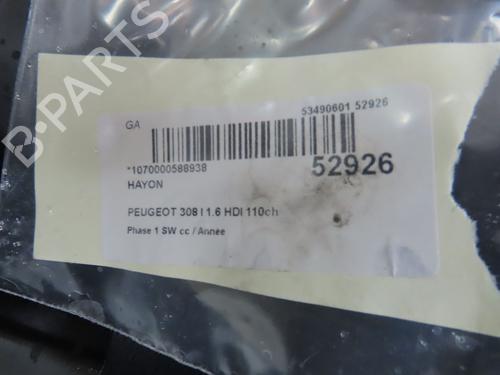 GA
53490601 52926
*1070000588938
52926
HAYON
PEUGEOT 308 I 1.6 HDI 110ch
Phase 1 SW cc / Année
B-PARTS